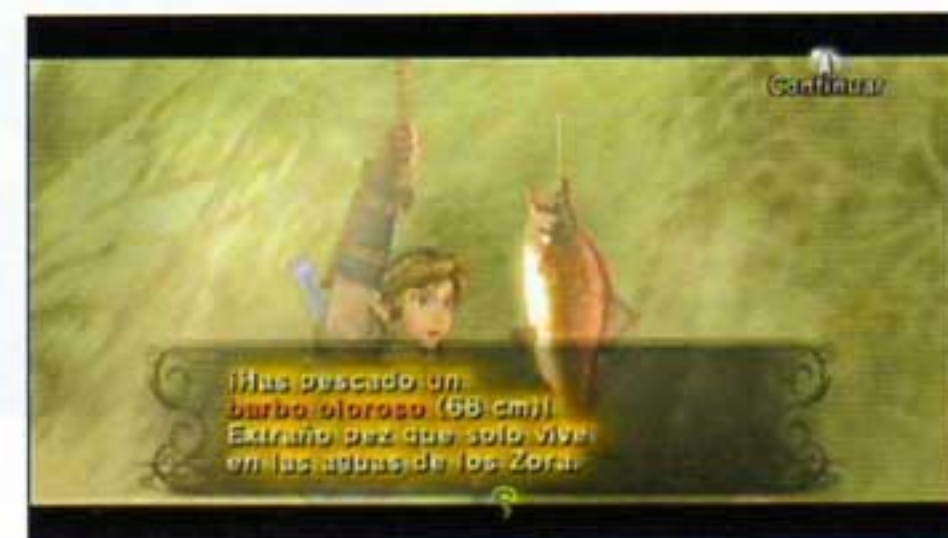 A
Continuar
¡Has pescado un
barbo oloroso (68 cm)!
Extraño pez que solo vive
en las aguas de los Zora.